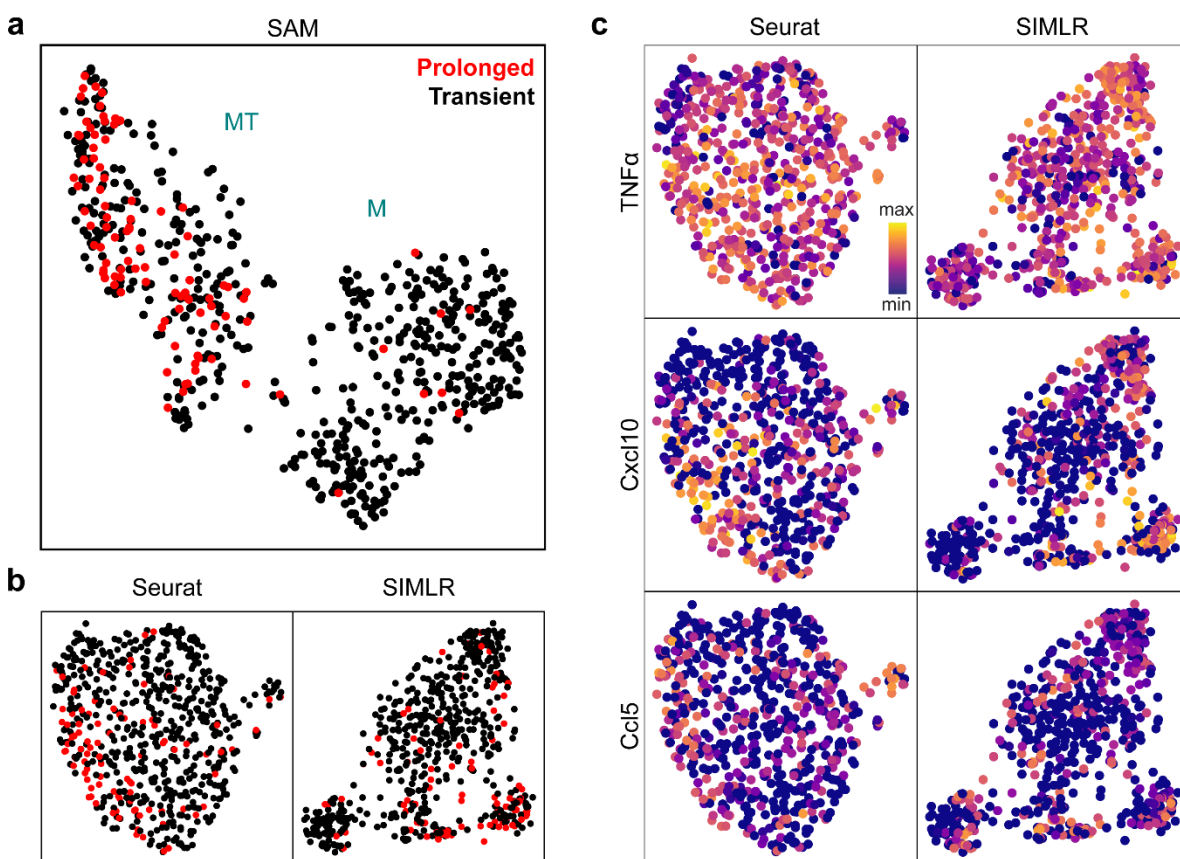 a
SAM
Prolonged
Transient
MT
M
b
Seurat SIMLR
c
Seurat SIMLR
TNFα
max
min
Cxcl10
Ccl5